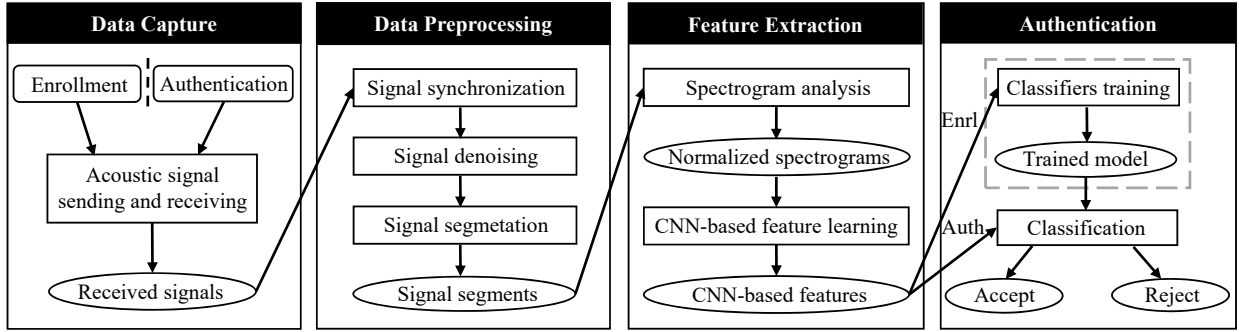 Data Capture
Enrollment
Authentication
Acoustic signal
sending and receiving
Received signals
Data Preprocessing
Signal synchronization
Signal denoising
Signal segmetation
Signal segments
Feature Extraction
Spectrogram analysis
Normalized spectrograms
CNN-based feature learning
CNN-based features
Authentication
Enrl
Classifiers training
Trained model
Auth
Classification
Accept
Reject